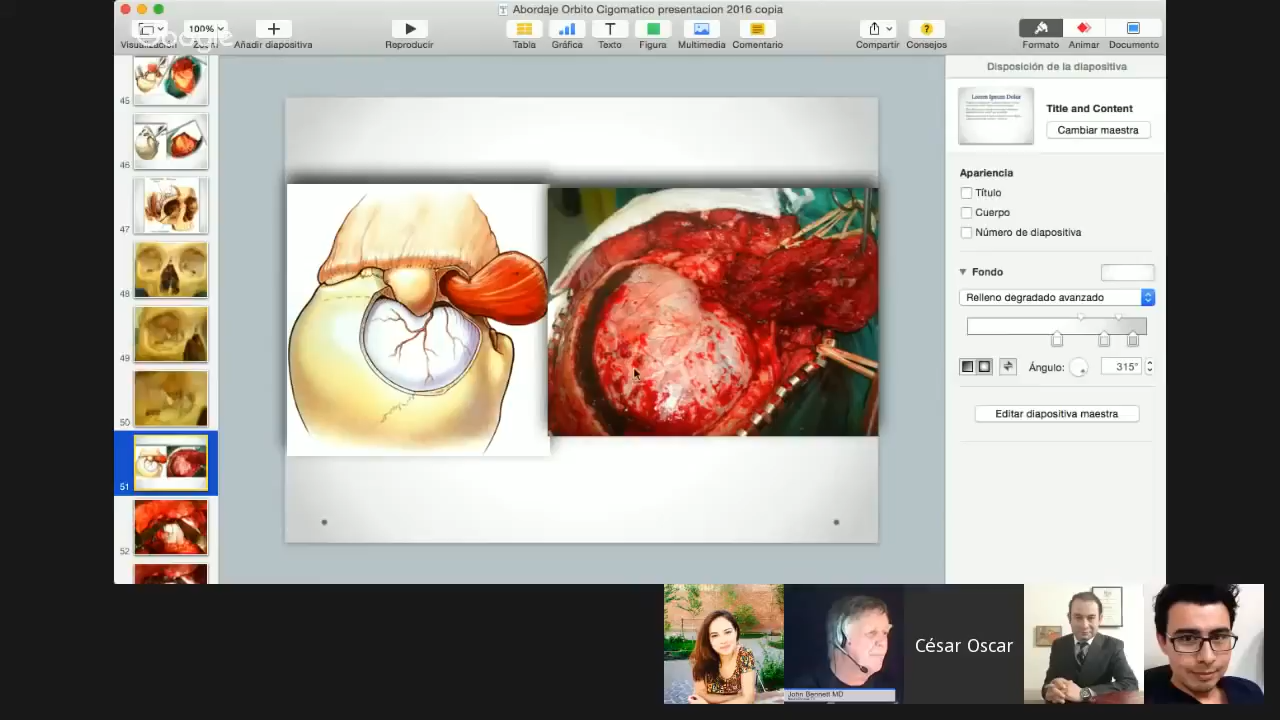 Abordaje Orbito Cigomatico presentacion 2016 copia
Google
100%
Visualización Zoom Añadir diapositiva Reproducir Tabla Gráfica Texto Figura Multimedia Comentario Compartir Consejos Formato Animar Documento
Disposición de la diapositiva
Lorem Ipsum Dolor
Title and Content
Cambiar maestra
Apariencia
Título
Cuerpo
Número de diapositiva
Fondo
Relleno degradado avanzado
Ángulo: 315°
Editar diapositiva maestra
45
46
47
48
49
50
51
52
John Bennett MD
César Oscar